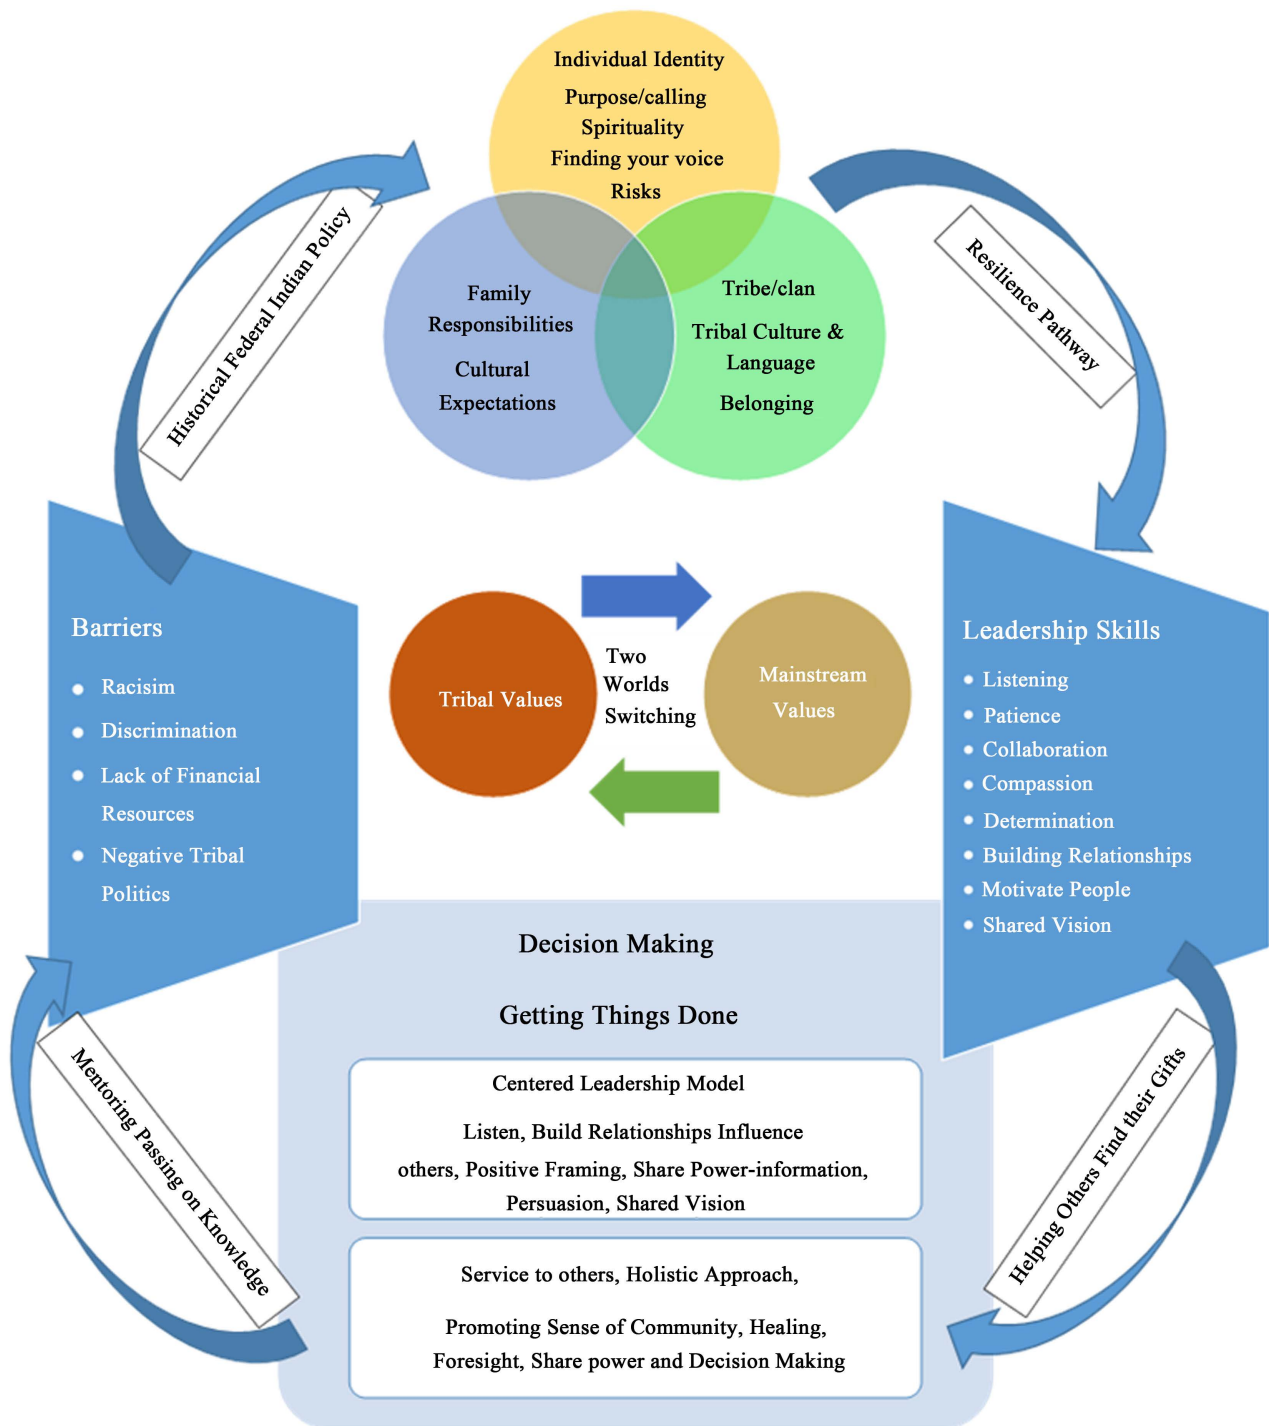 Individual Identity
Purpose/calling
Spirituality
Finding your voice
Risks
Family
Responsibilities
Cultural
Expectations
Tribe/clan
Tribal Culture &
Language
Belonging
Historical Federal Indian Policy
Resilience Pathway
Barriers
Racisim
Discrimination
Lack of Financial
Resources
Negative Tribal
Politics
Tribal Values
Two
Worlds
Switching
Mainstream
Values
Leadership Skills
Listening
Patience
Collaboration
Compassion
Determination
Building Relationships
Motivate People
Shared Vision
Decision Making
Getting Things Done
Centered Leadership Model
Listen, Build Relationships Influence
others, Positive Framing, Share Power-information,
Persuasion, Shared Vision
Service to others, Holistic Approach,
Promoting Sense of Community, Healing,
Foresight, Share power and Decision Making
Mentoring Passing on Knowledge
Helping Others Find their Gifts